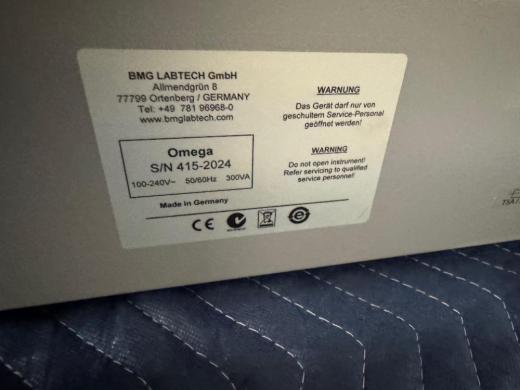 BMG LABTECH GmbH
Allmendgrün 8
77799 Ortenberg / GERMANY
Tel: +49 781 96968-0
www.bmglabtech.com
Omega
S/N 415-2024
100-240V~ 50/60Hz 300VA
Made in Germany
WARNUNG
Das Gerät darf nur von
geschultem Service-Personal
geöffnet werden!
WARNING
Do not open instrument!
Refer servicing to qualified
service personnel!
CE